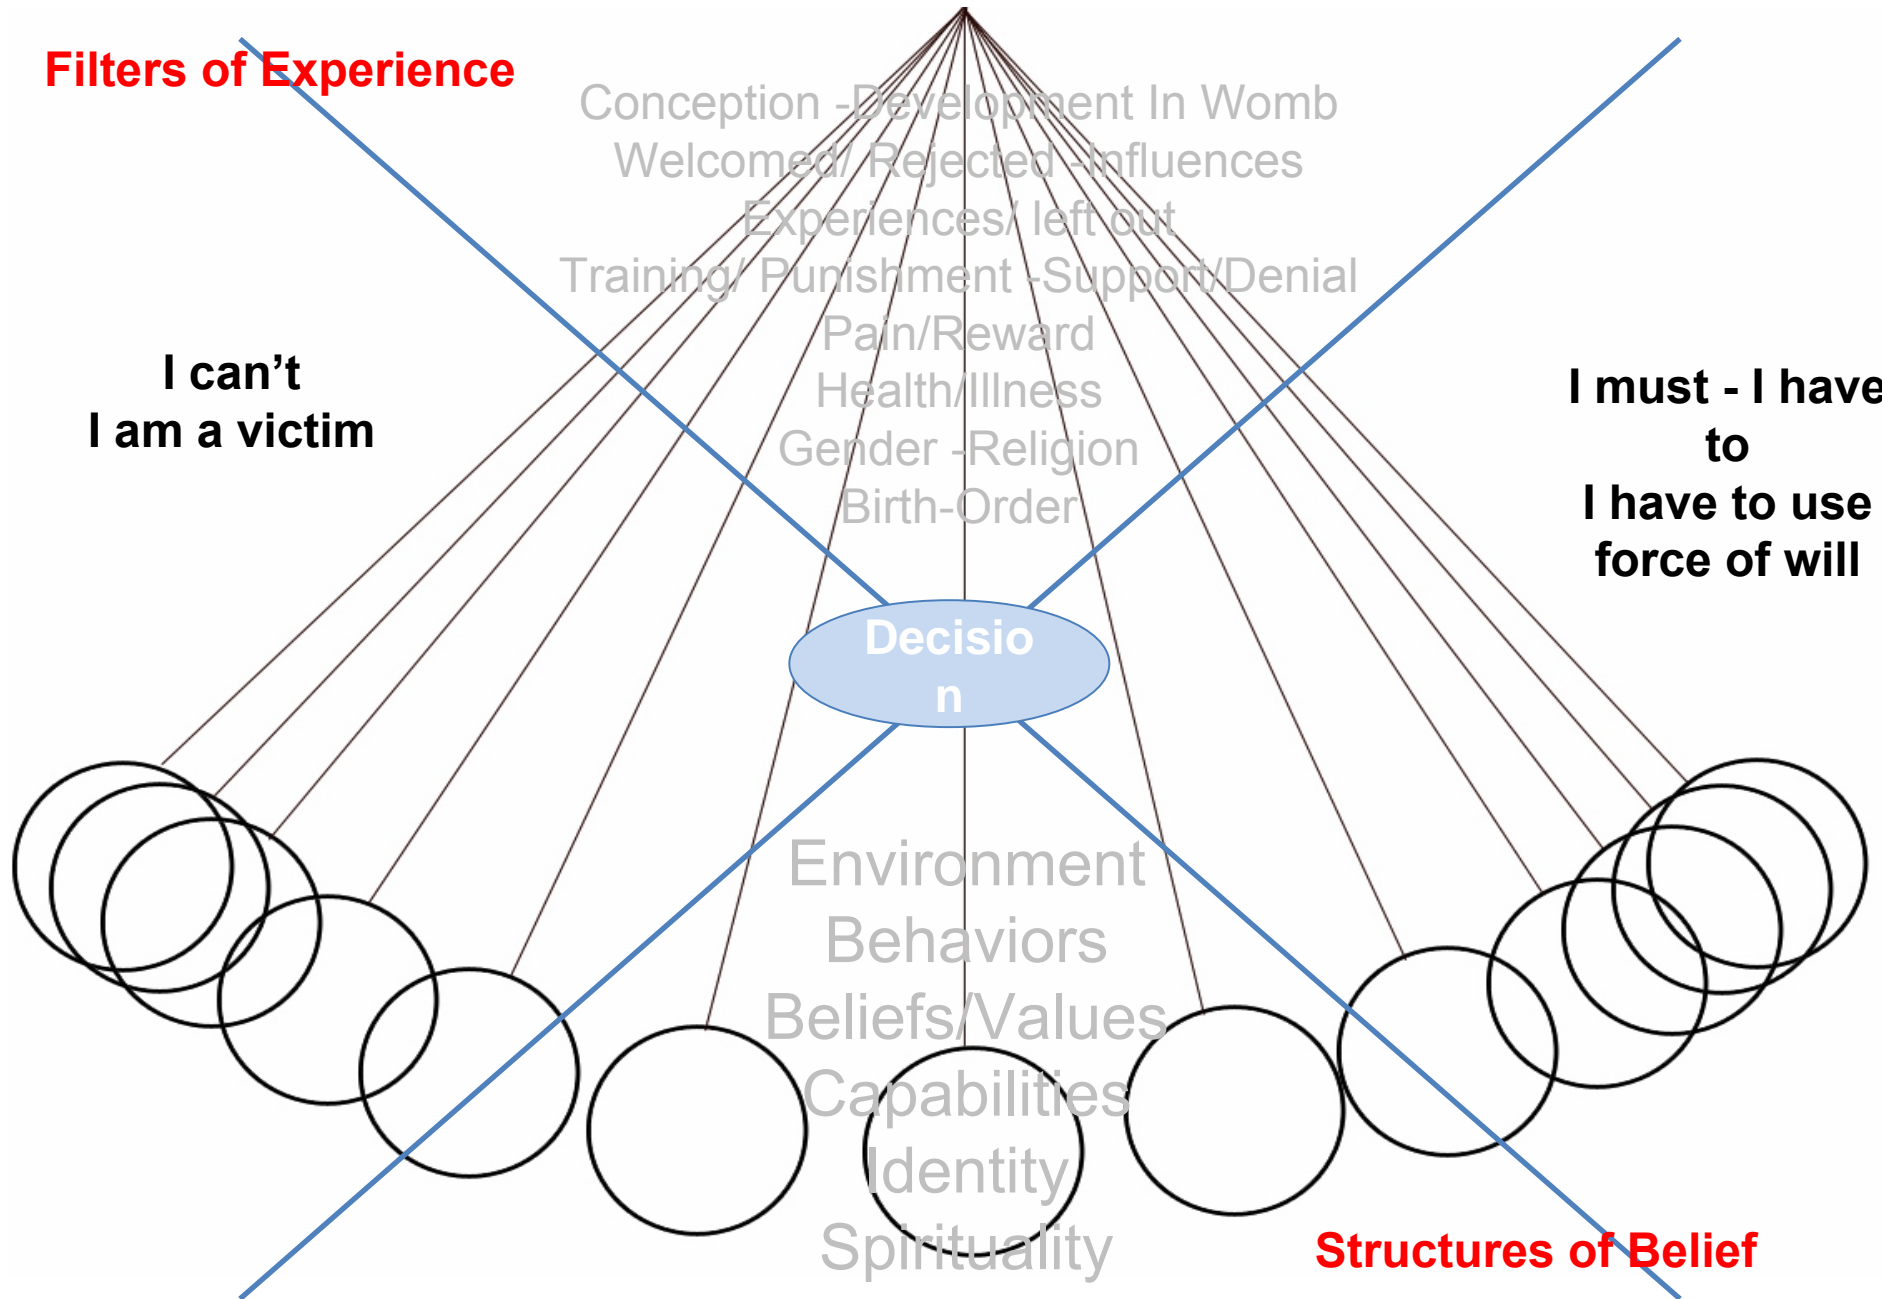 Filters of Experience
Conception -Development In Womb
Welcomed/ Rejected -Influences
Experiences/ left out
Training/ Punishment -Support/Denial
Pain/Reward
Health/Illness
Gender -Religion
Birth-Order
I can’t
I am a victim
I must - I have
to
I have to use
force of will
Decisio
n
Environment
Behaviors
Beliefs/Values
Capabilities
Identity
Spirituality
Structures of Belief